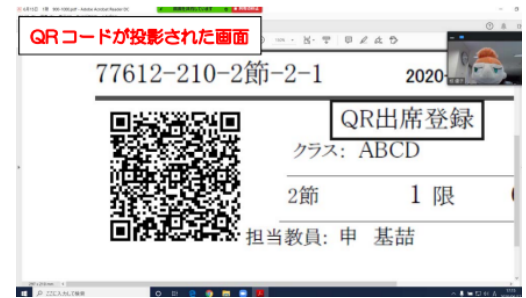 QRコードが投影された画面
77612-210-2節-2-1
2020-
QR出席登録
クラス: ABCD
2節
1 限
担当教員: 申 基喆